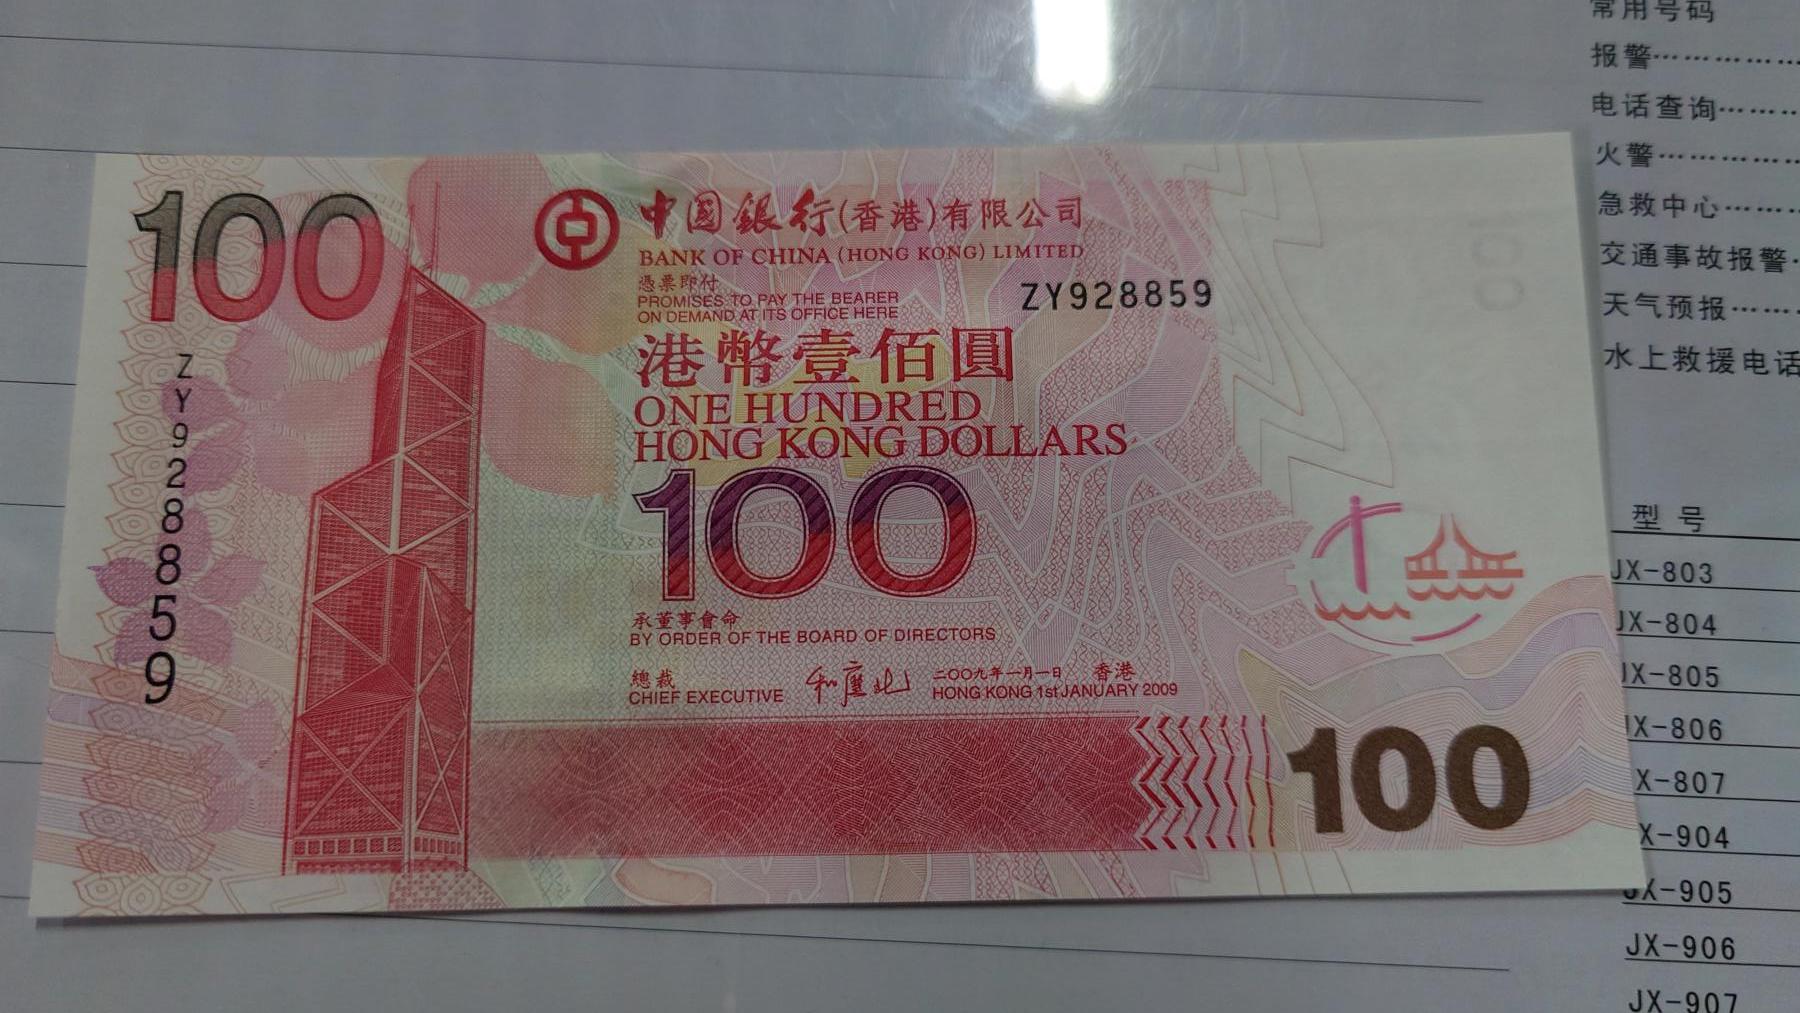 100
中國銀行(香港)有限公司
BANK OF CHINA (HONG KONG) LIMITED
憑票即付
PROMISES TO PAY THE BEARER
ON DEMAND AT ITS OFFICE HERE
ZY928859
港幣壹佰圓
ONE HUNDRED
HONG KONG DOLLARS
100
承董事會命
BY ORDER OF THE BOARD OF DIRECTORS
總裁
CHIEF EXECUTIVE
二〇〇九年一月一日 香港
HONG KONG 1st JANUARY 2009
ZY928859
100
100
常用号码
报警……………
电话查询……
火警……………
急救中心……
交通事故报警·
天气预报……
水上救援电话
型号
JX-803
JX-804
JX-805
JX-806
X-807
X-904
JX-905
JX-906
JX-907